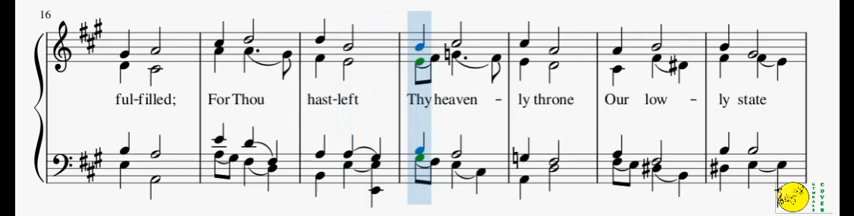 16
ful-filled; For Thou hast-left Thy heaven - ly throne Our low - ly state